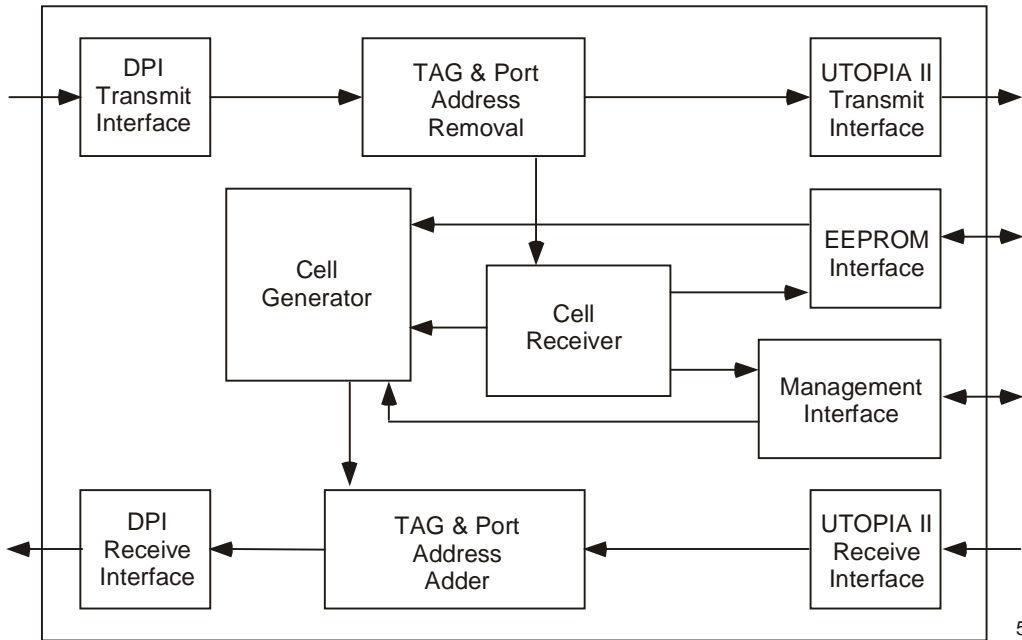 DPI
Transmit
Interface
TAG & Port
Address
Removal
UTOPIA II
Transmit
Interface
Cell
Generator
EEPROM
Interface
Cell
Receiver
Management
Interface
DPI
Receive
Interface
TAG & Port
Address
Adder
UTOPIA II
Receive
Interface
5